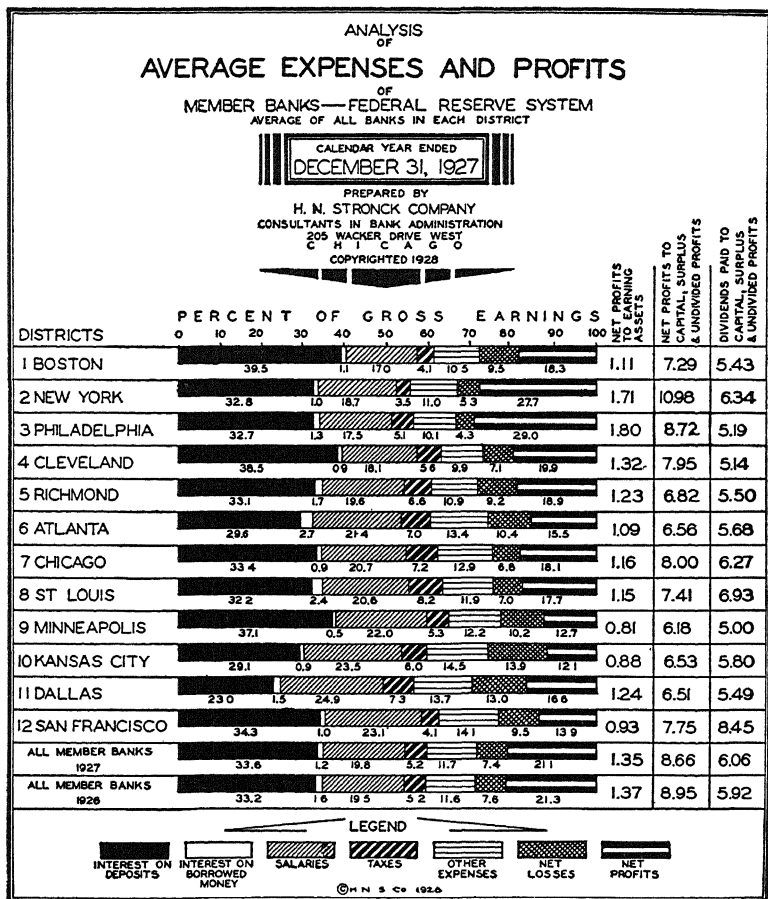 ANALYSIS
OF
AVERAGE EXPENSES AND PROFITS
OF
MEMBER BANKS—FEDERAL RESERVE SYSTEM
AVERAGE OF ALL BANKS IN EACH DISTRICT
CALENDAR YEAR ENDED
DECEMBER 31, 1927
PREPARED BY
H. N. STRONCK COMPANY
CONSULTANTS IN BANK ADMINISTRATION
205 WACKER DRIVE WEST
CHICAGO
COPYRIGHTED 1928
NET PROFITS
TO EARNING
ASSETS
NET PROFITS TO
CAPITAL, SURPLUS
& UNDIVIDED PROFITS
DIVIDENDS PAID TO
CAPITAL, SURPLUS
& UNDIVIDED PROFITS
PERCENT OF GROSS EARNINGS
DISTRICTS 0 10 20 30 40 50 60 70 80 90 100
1 BOSTON 1.11 7.29 5.43
39.5 1.1 17.0 4.1 10.5 9.5 18.3
2 NEW YORK 1.71 10.98 6.34
32.8 1.0 18.7 3.5 11.0 5.3 27.7
3 PHILADELPHIA 1.80 8.72 5.19
32.7 1.3 17.5 5.1 10.1 4.3 29.0
4 CLEVELAND 1.32 7.95 5.14
38.5 0.9 18.1 5.6 9.9 7.1 19.9
5 RICHMOND 1.23 6.82 5.50
33.1 1.7 19.6 6.6 10.9 9.2 18.9
6 ATLANTA 1.09 6.56 5.68
29.6 2.7 21.4 7.0 13.4 10.4 15.5
7 CHICAGO 1.16 8.00 6.27
33.4 0.9 20.7 7.2 12.9 6.8 18.1
8 ST LOUIS 1.15 7.41 6.93
32.2 2.4 20.6 8.2 11.9 7.0 17.7
9 MINNEAPOLIS 0.81 6.18 5.00
37.1 0.5 22.0 5.3 12.2 10.2 12.7
10 KANSAS CITY 0.88 6.53 5.80
29.1 0.9 23.5 6.0 14.5 13.9 12.1
11 DALLAS 1.24 6.51 5.49
23.0 1.5 24.9 7.3 13.7 13.0 16.6
12 SAN FRANCISCO 0.93 7.75 8.45
34.3 1.0 23.1 4.1 14.1 9.5 13.9
ALL MEMBER BANKS 1.35 8.66 6.06
1927 33.6 1.2 19.8 5.2 11.7 7.4 21.1
ALL MEMBER BANKS 1.37 8.95 5.92
1926 33.2 1.6 19.5 5.2 11.6 7.6 21.3
LEGEND
INTEREST ON
DEPOSITS
INTEREST ON
BORROWED
MONEY
SALARIES
TAXES
OTHER
EXPENSES
NET
LOSSES
NET
PROFITS
© H N S Co 1928